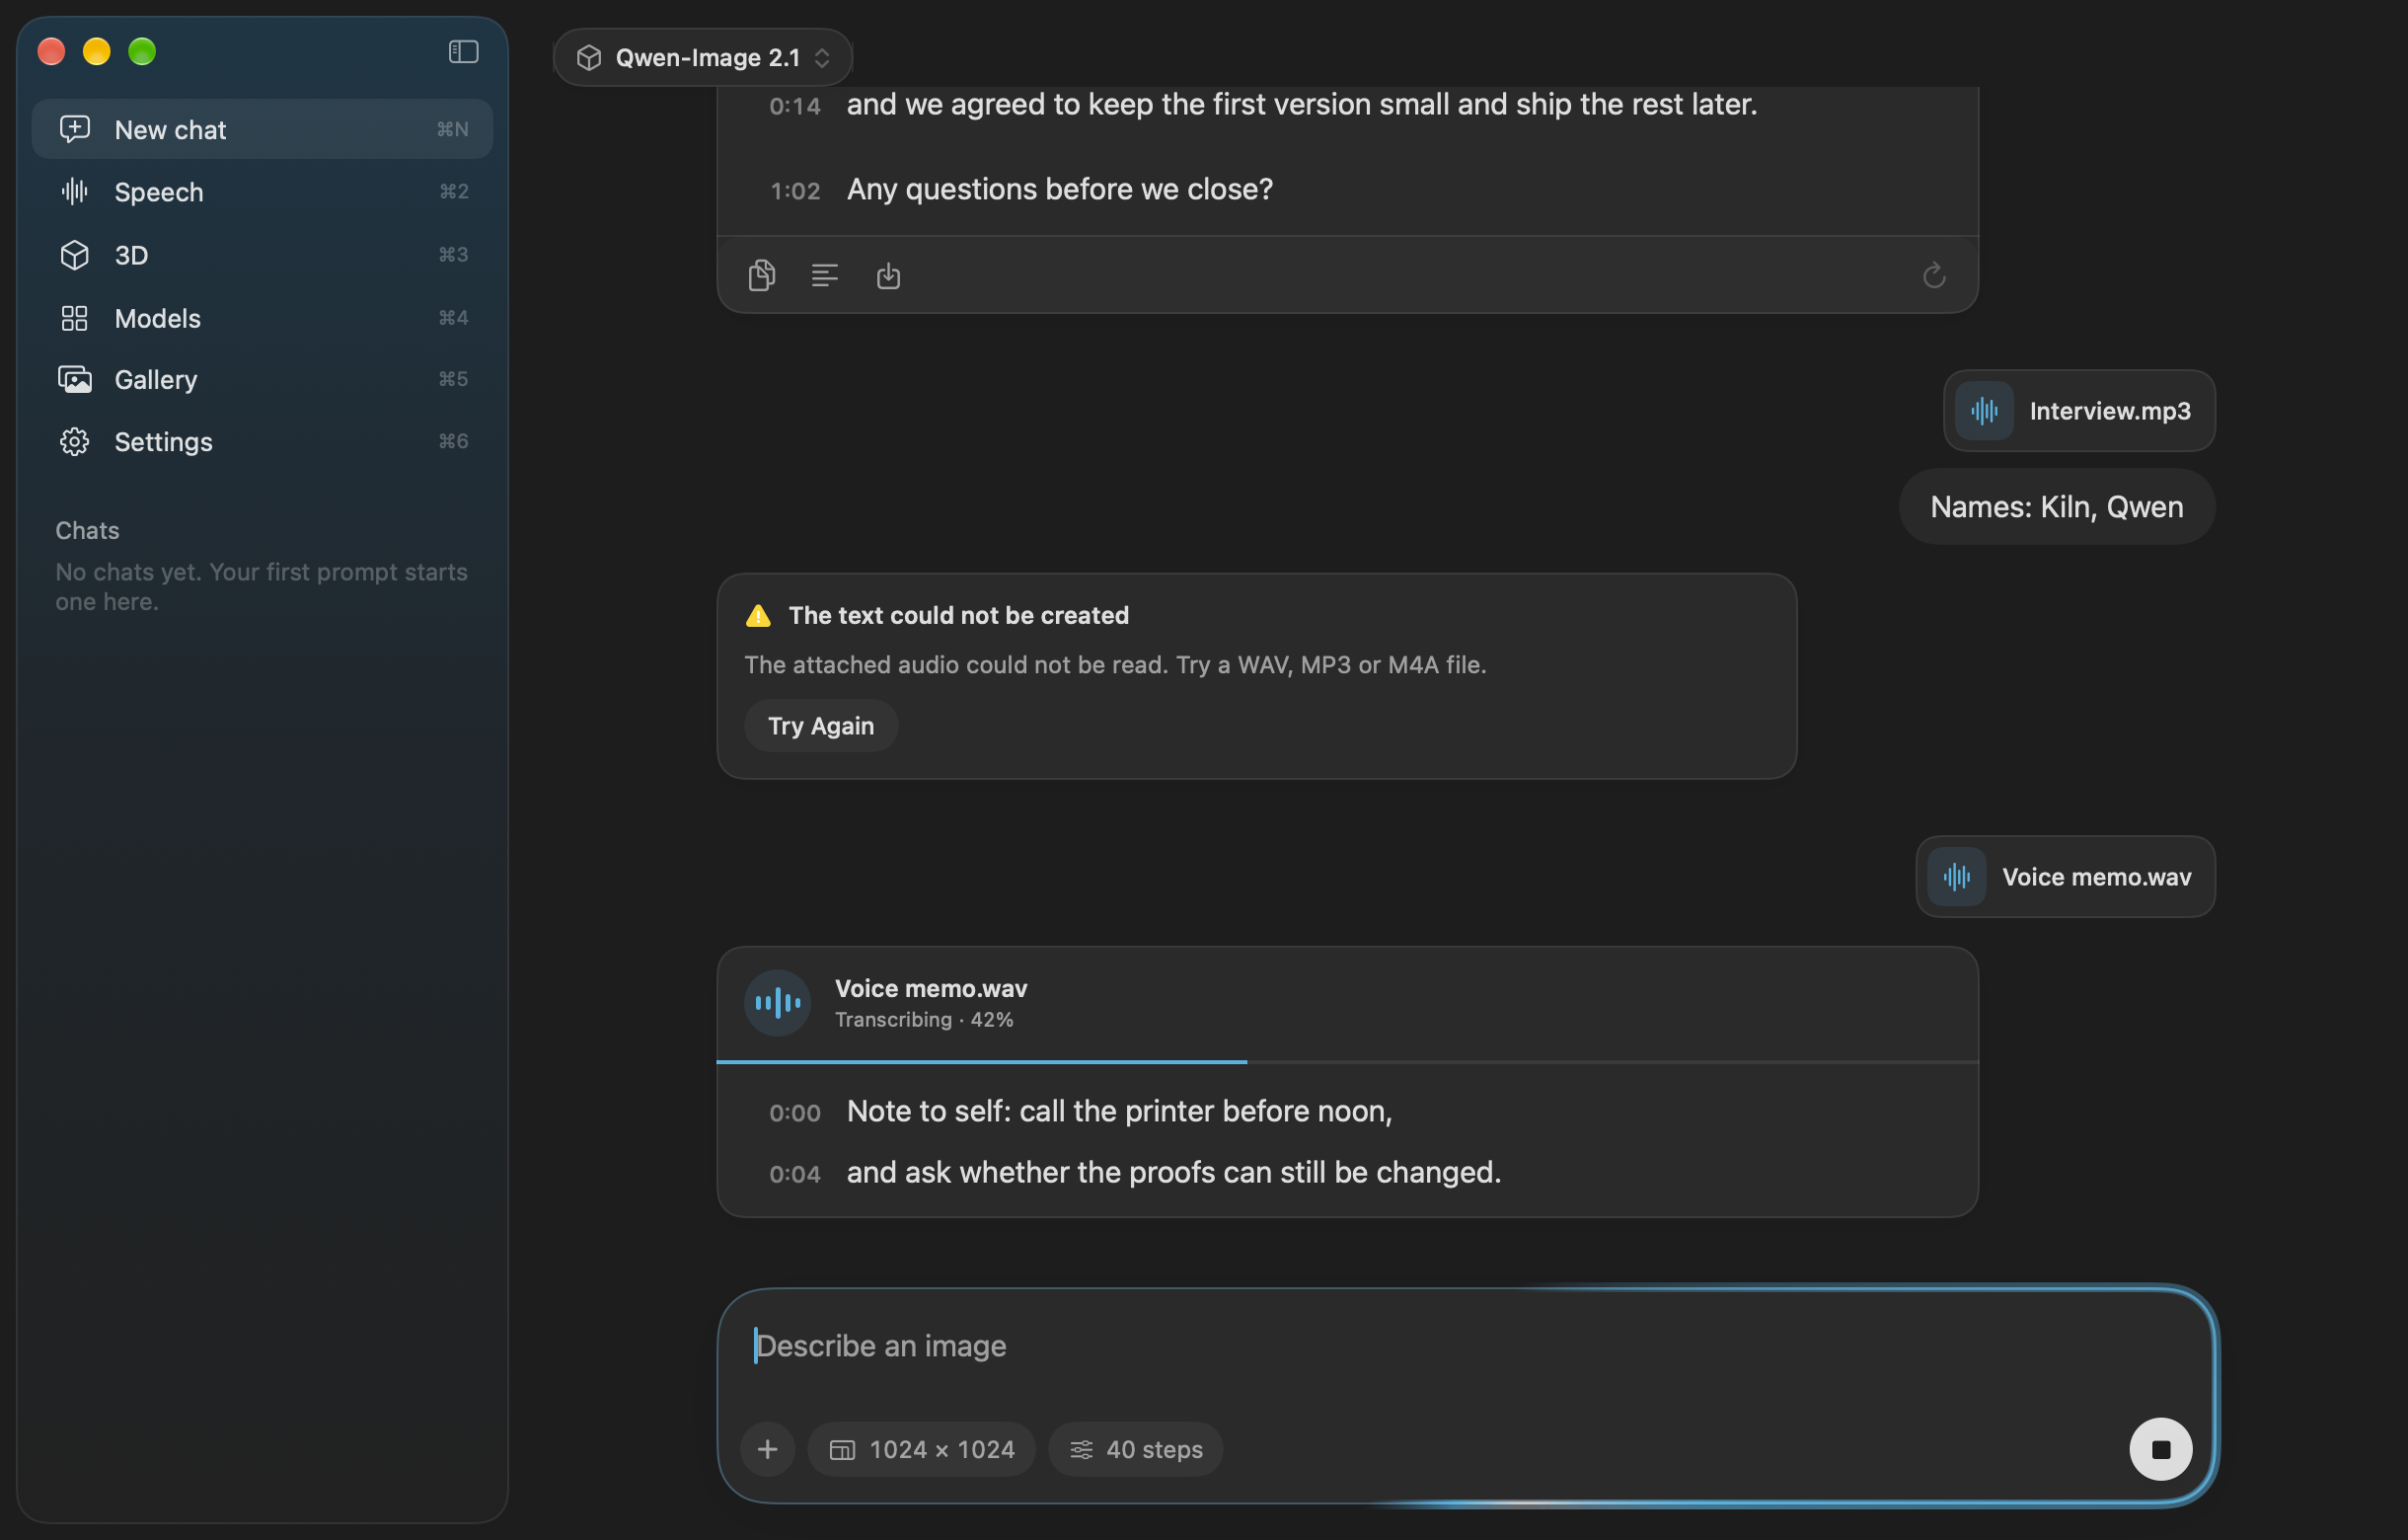 New chat ⌘N
Speech ⌘2
3D ⌘3
Models ⌘4
Gallery ⌘5
Settings ⌘6
Chats
No chats yet. Your first prompt starts
one here.
Qwen-Image 2.1
0:14 and we agreed to keep the first version small and ship the rest later.
1:02 Any questions before we close?
Interview.mp3
Names: Kiln, Qwen
The text could not be created
The attached audio could not be read. Try a WAV, MP3 or M4A file.
Try Again
Voice memo.wav
Voice memo.wav
Transcribing · 42%
0:00 Note to self: call the printer before noon,
0:04 and ask whether the proofs can still be changed.
Describe an image
1024 × 1024
40 steps